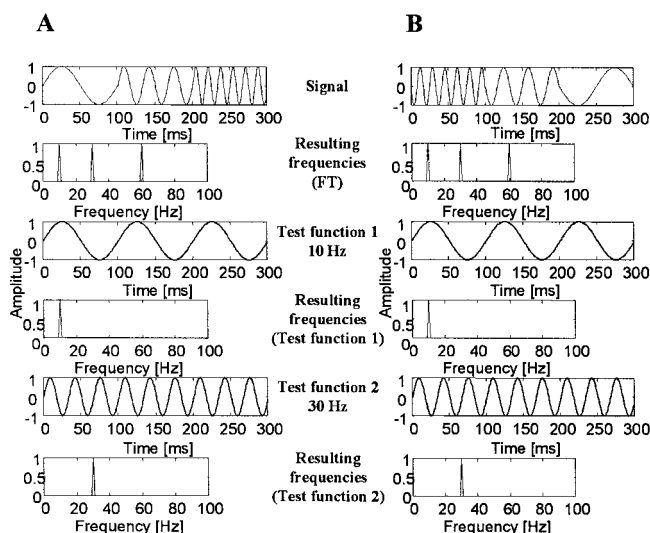 A B
1
0
-1
0 50 100 150 200 250 300
Time [ms]
Signal
1
0
-1
0 50 100 150 200 250 300
Time [ms]
1
0.5
0
0 20 40 60 80 100
Frequency [Hz]
Resulting
frequencies
(FT)
1
0.5
0
0 20 40 60 80 100
Frequency [Hz]
1
0
-1
0 50 100 150 200 250 300
Time [ms]
Test function 1
10 Hz
1
0
-1
0 50 100 150 200 250 300
Time [ms]
Amplitude
Amplitude
1
0.5
0
0 20 40 60 80 100
Frequency [Hz]
Resulting
frequencies
(Test function 1)
1
0.5
0
0 20 40 60 80 100
Frequency [Hz]
1
0
-1
0 50 100 150 200 250 300
Time [ms]
Test function 2
30 Hz
1
0
-1
0 50 100 150 200 250 300
Time [ms]
1
0.5
0
0 20 40 60 80 100
Frequency [Hz]
Resulting
frequencies
(Test function 2)
1
0.5
0
0 20 40 60 80 100
Frequency [Hz]